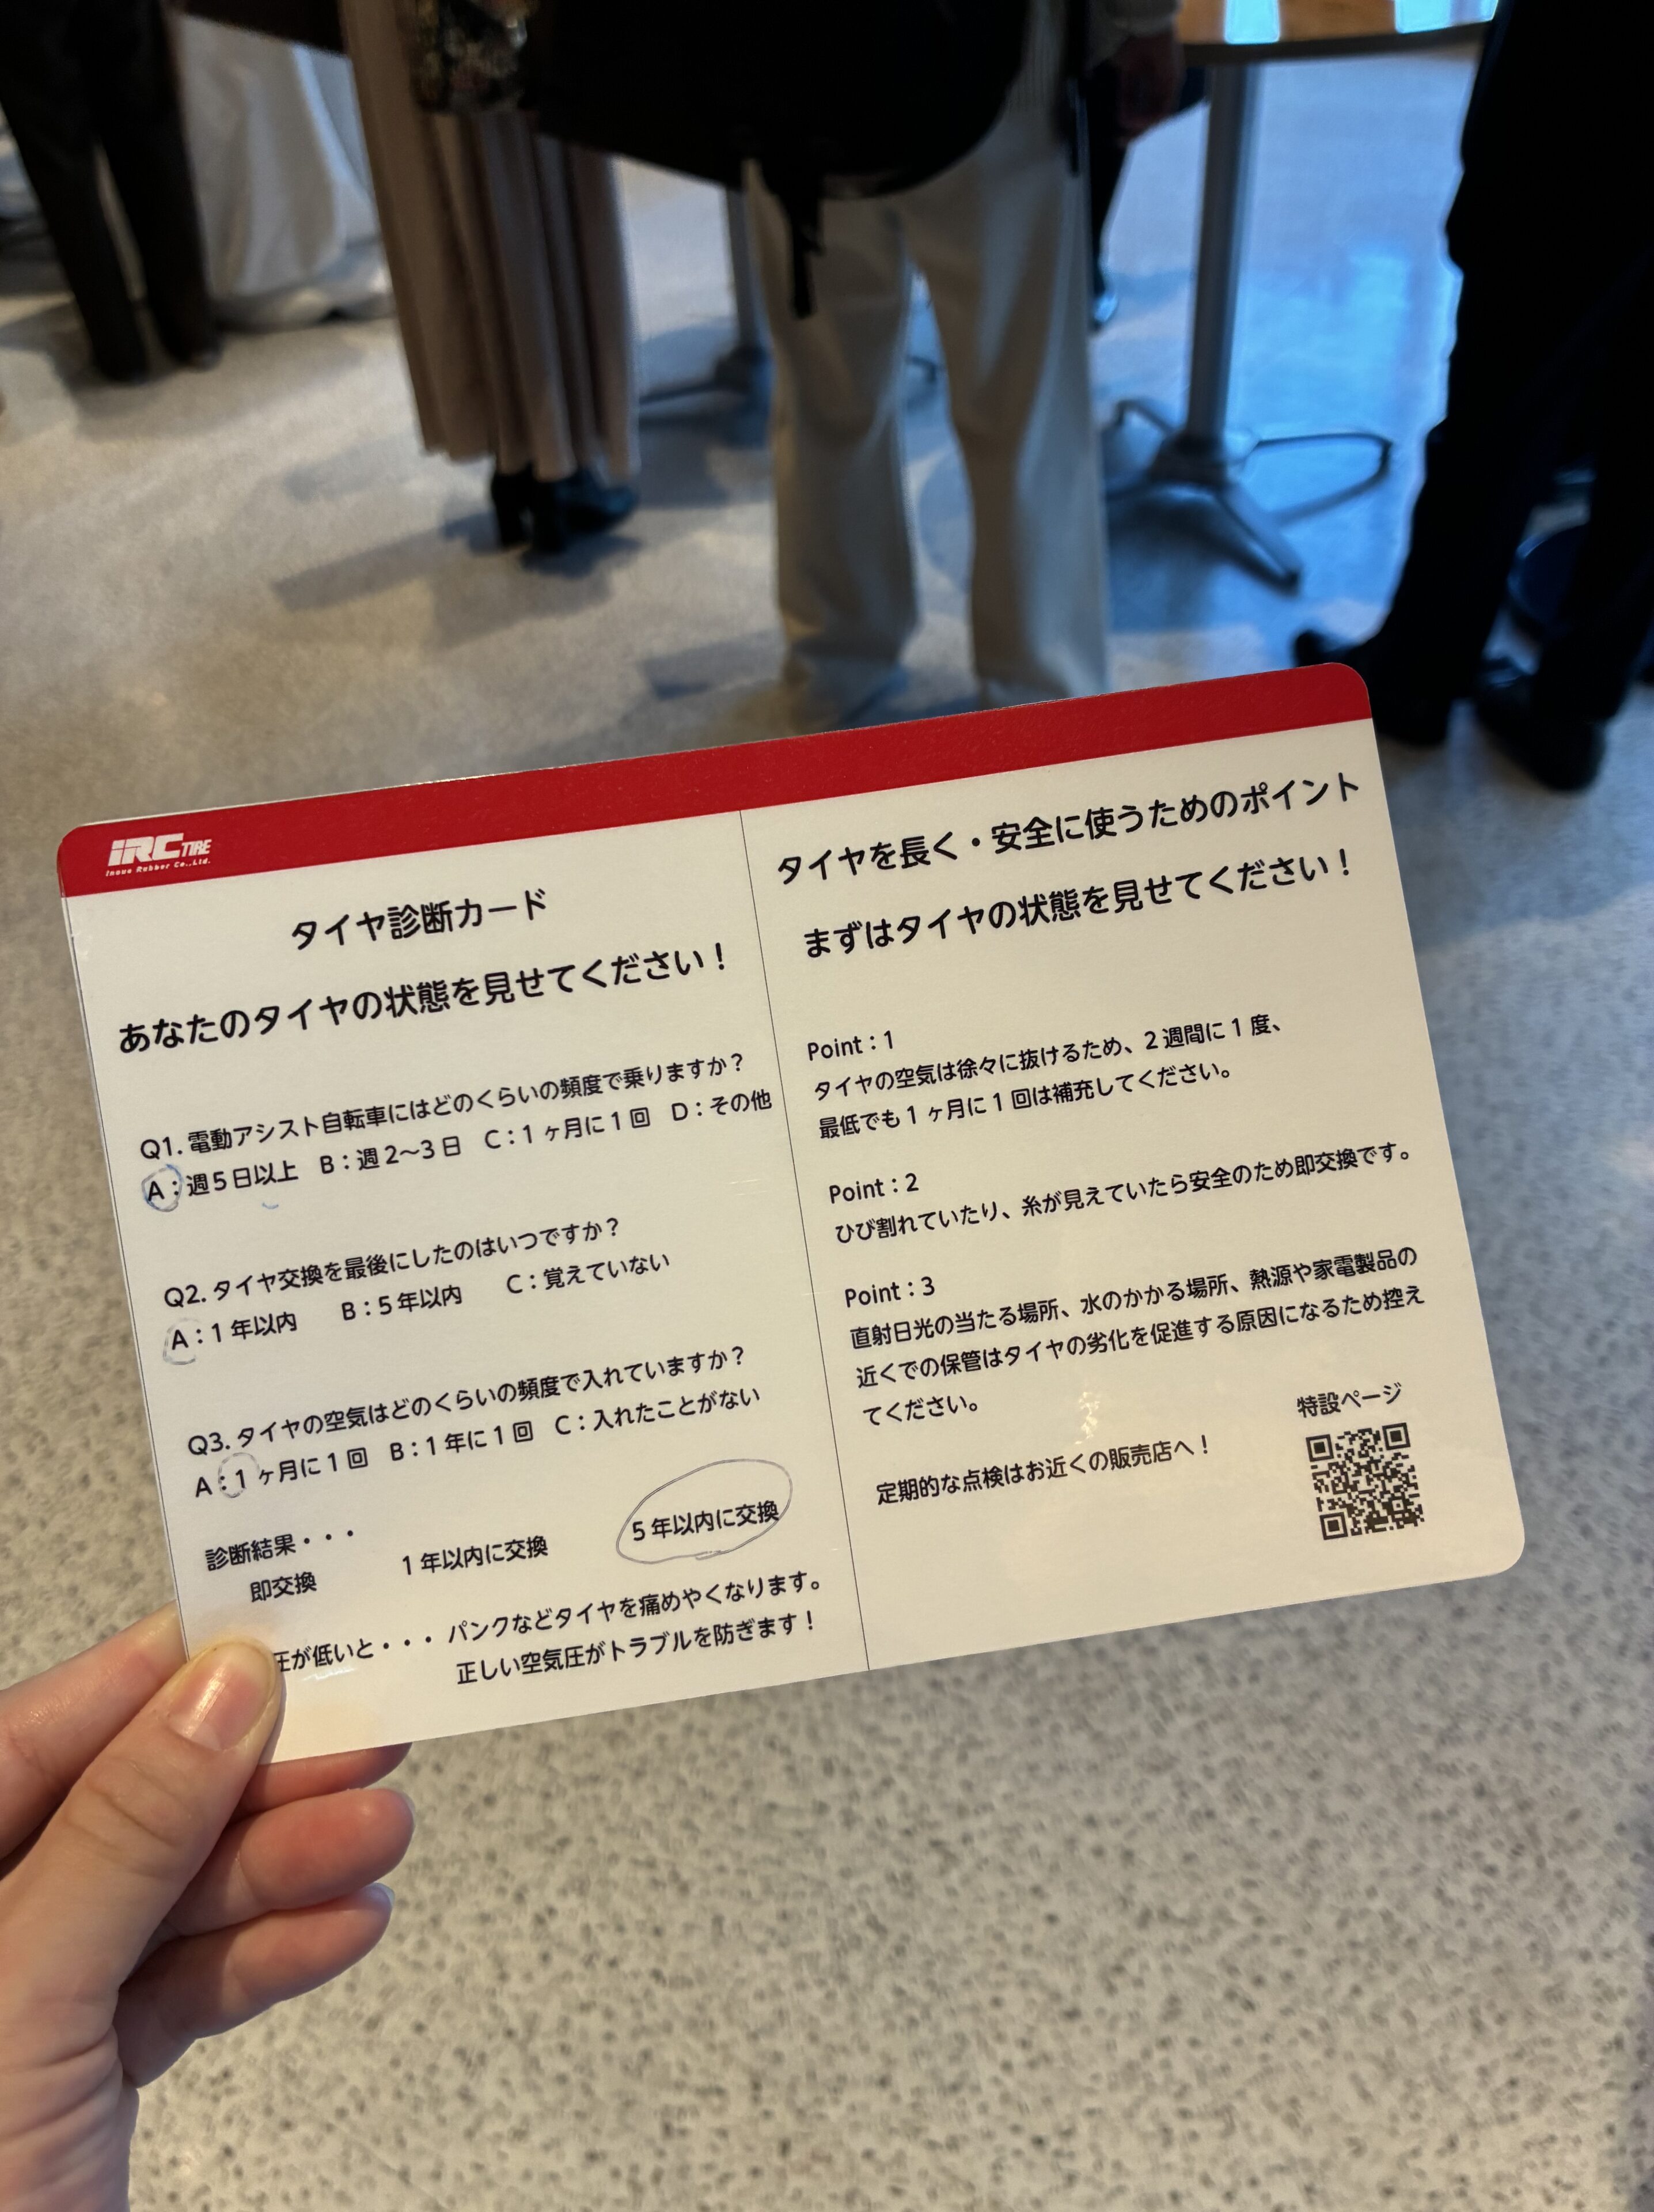 iRC TIRE
Inoue Rubber Co.,Ltd.
タイヤ診断カード
あなたのタイヤの状態を見せてください！
Q1. 電動アシスト自転車にはどのくらいの頻度で乗りますか？
A：週5日以上 B：週2～3日 C：1ヶ月に1回 D：その他
Q2. タイヤ交換を最後にしたのはいつですか？
A：1年以内 B：5年以内 C：覚えていない
Q3. タイヤの空気はどのくらいの頻度で入れていますか？
A：1ヶ月に1回 B：1年に1回 C：入れたことがない
診断結果・・・
即交換 1年以内に交換 5年以内に交換
圧が低いと・・・ パンクなどタイヤを痛めやくなります。
正しい空気圧がトラブルを防ぎます！
タイヤを長く・安全に使うためのポイント
まずはタイヤの状態を見せてください！
Point：1
タイヤの空気は徐々に抜けるため、2週間に1度、
最低でも1ヶ月に1回は補充してください。
Point：2
ひび割れていたり、糸が見えていたら安全のため即交換です。
Point：3
直射日光の当たる場所、水のかかる場所、熱源や家電製品の
近くでの保管はタイヤの劣化を促進する原因になるため控え
てください。
定期的な点検はお近くの販売店へ！
特設ページ